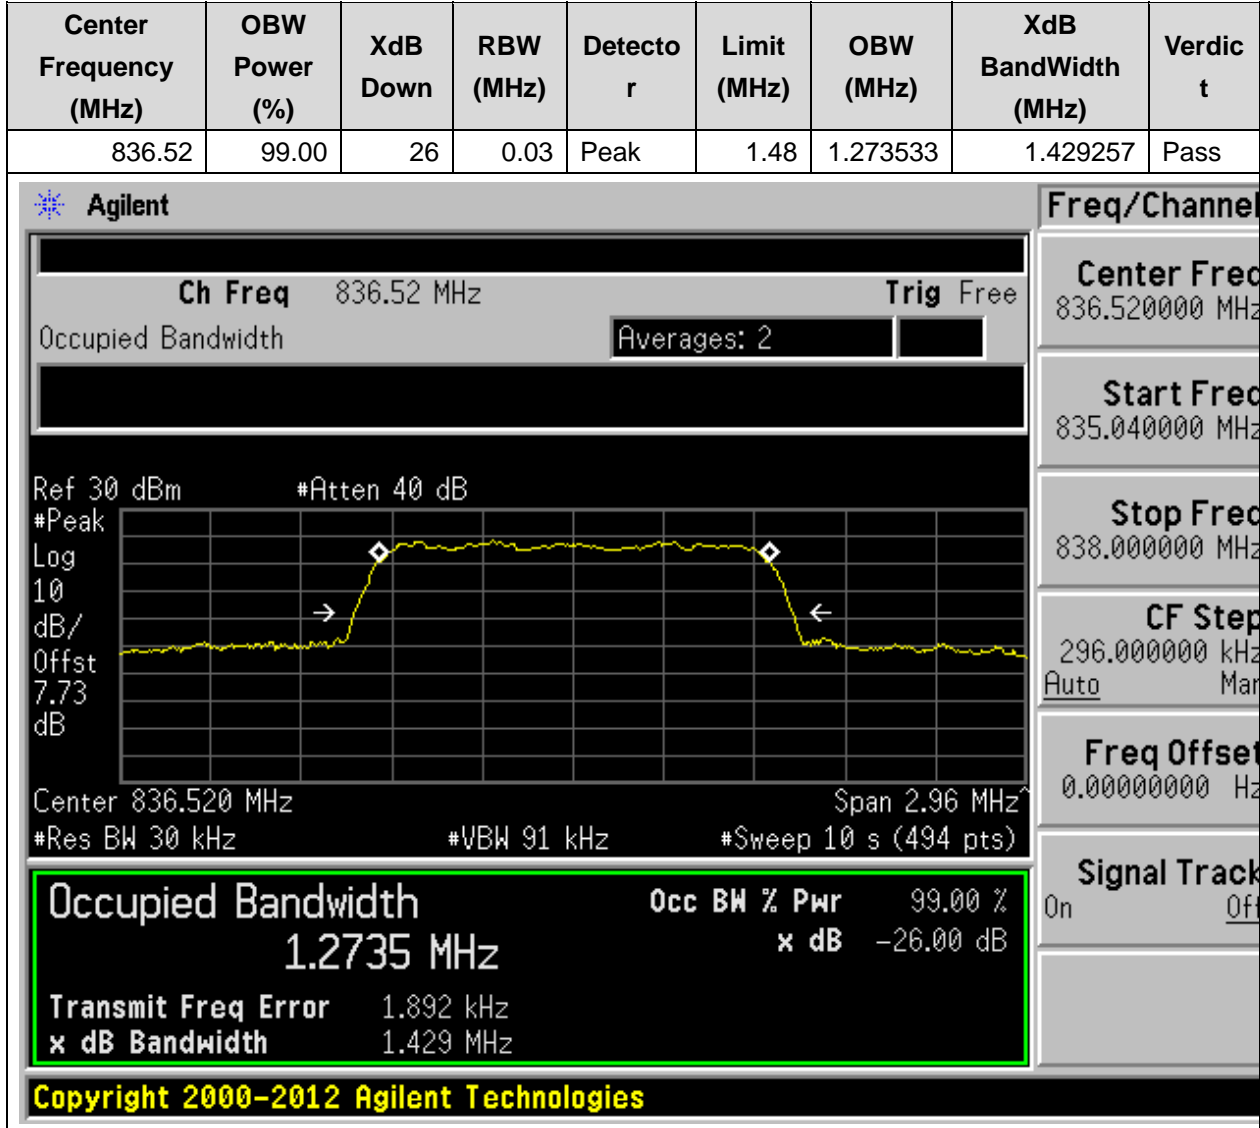 Center Frequency (MHz) OBW Power (%) XdB Down RBW (MHz) Detecto r Limit (MHz) OBW (MHz) XdB BandWidth (MHz) Verdic t
836.52 99.00 26 0.03 Peak 1.48 1.273533 1.429257 Pass
Agilent
Ch Freq 836.52 MHz Trig Free
Occupied Bandwidth Averages: 2
Ref 30 dBm #Atten 40 dB
#Peak
Log
10
dB/
Offst
7.73
dB
Center 836.520 MHz Span 2.96 MHz^
#Res BW 30 kHz #VBW 91 kHz #Sweep 10 s (494 pts)
Occupied Bandwidth Occ BW % Pwr 99.00 %
1.2735 MHz x dB -26.00 dB
Transmit Freq Error 1.892 kHz
x dB Bandwidth 1.429 MHz
Copyright 2000-2012 Agilent Technologies
Freq/Channel
Center Freq
836.520000 MHz
Start Freq
835.040000 MHz
Stop Freq
838.000000 MHz
CF Step
296.000000 kHz
Auto Man
Freq Offset
0.00000000 Hz
Signal Track
On Off